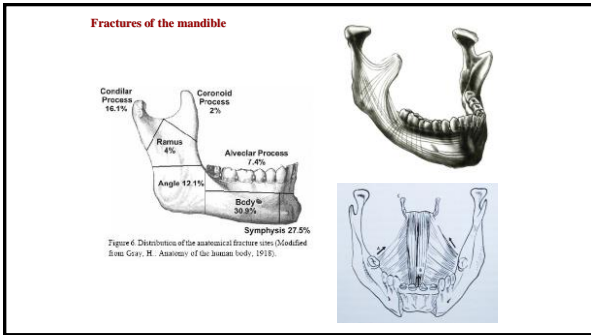 Fractures of the mandible
Condilar
Process
16.1%
Coronoid
Process
2%
Ramus
4%
Alveolar Process
7.4%
Angle 12.1%
Body
30.9%
Symphysis 27.5%
Figure 6. Distribution of the anatomical fracture sites (Modified
from Gray, H.: Anatomy of the human body, 1918).